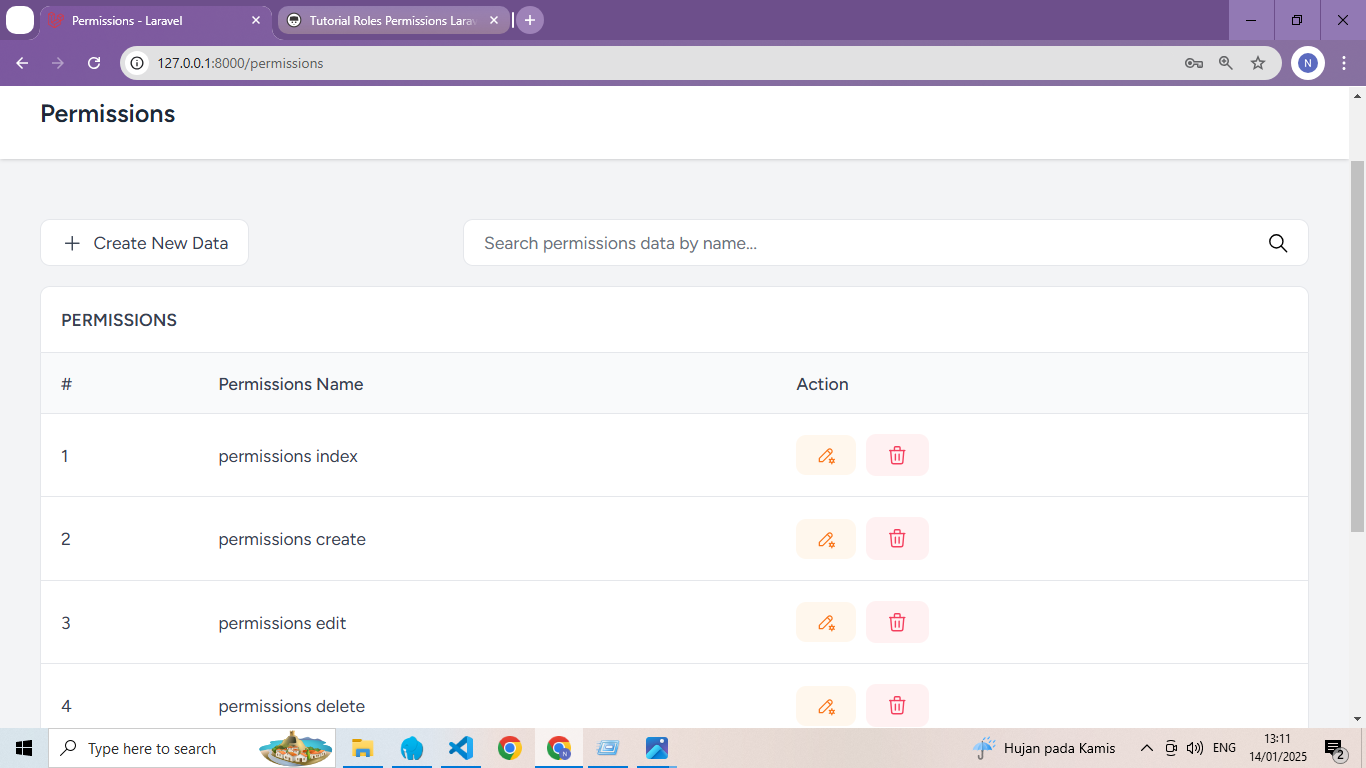 Permissions - Laravel
Tutorial Roles Permissions Larav
127.0.0.1:8000/permissions
N
Permissions
Create New Data
Search permissions data by name...
PERMISSIONS
# Permissions Name Action
1 permissions index
2 permissions create
3 permissions edit
4 permissions delete
Type here to search
N
Hujan pada Kamis
ENG
13:11
14/01/2025
2